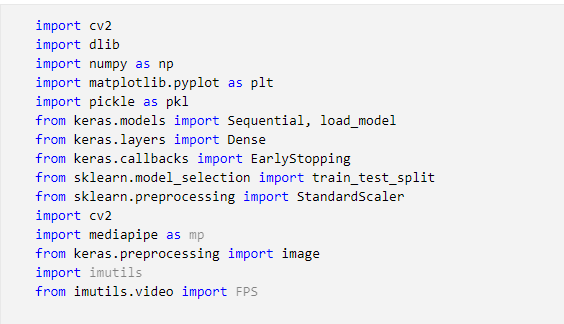 import cv2
import dlib
import numpy as np
import matplotlib.pyplot as plt
import pickle as pkl
from keras.models import Sequential, load_model
from keras.layers import Dense
from keras.callbacks import EarlyStopping
from sklearn.model_selection import train_test_split
from sklearn.preprocessing import StandardScaler
import cv2
import mediapipe as mp
from keras.preprocessing import image
import imutils
from imutils.video import FPS